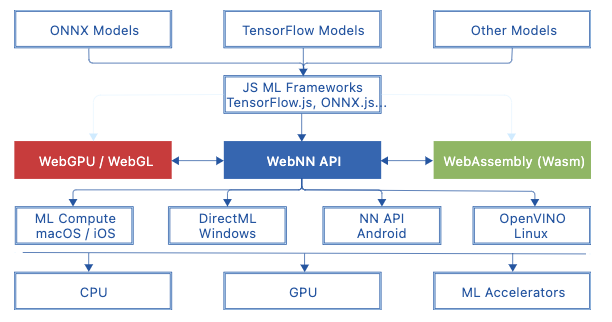 ONNX Models
TensorFlow Models
Other Models
JS ML Frameworks
TensorFlow.js, ONNX.js...
WebGPU / WebGL
WebNN API
WebAssembly (Wasm)
ML Compute
macOS / iOS
DirectML
Windows
NN API
Android
OpenVINO
Linux
CPU
GPU
ML Accelerators